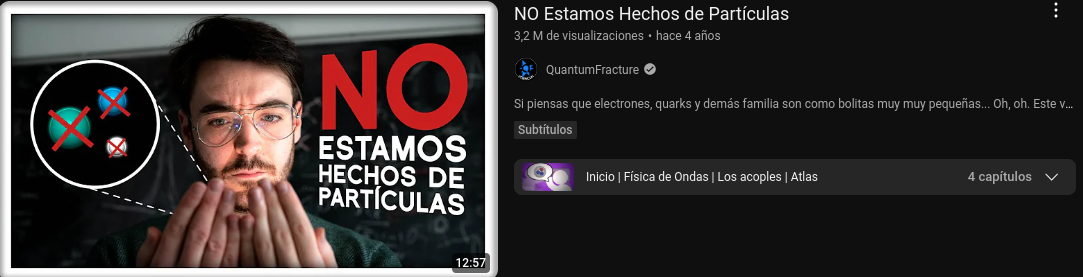 NO
ESTAMOS
HECHOS DE
PARTÍCULAS
12:57
NO Estamos Hechos de Partículas
3,2 M de visualizaciones • hace 4 años
QuantumFracture
Si piensas que electrones, quarks y demás familia son como bolitas muy muy pequeñas... Oh, oh. Este v...
Subtítulos
Inicio | Física de Ondas | Los acoples | Atlas
4 capítulos